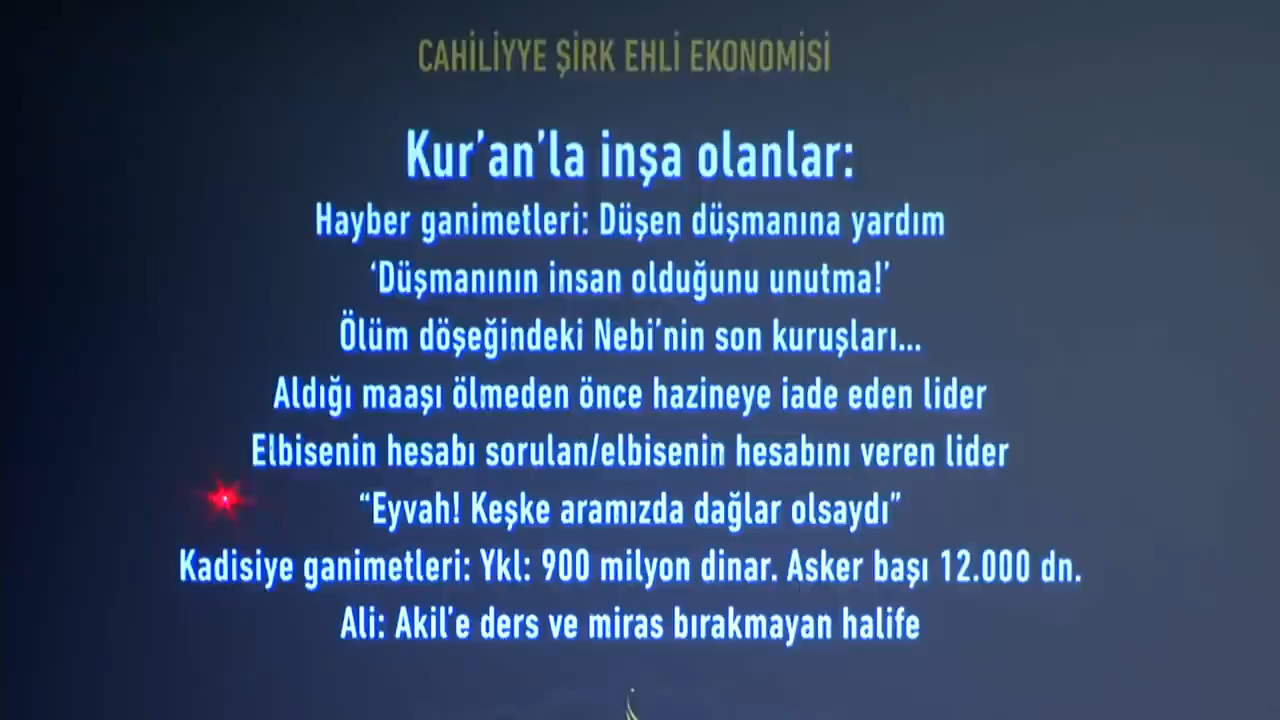 CAHİLİYYE ŞİRK EHLİ EKONOMİSİ
Kur’an’la inşa olanlar:
Hayber ganimetleri: Düşen düşmanına yardım
‘Düşmanının insan olduğunu unutma!’
Ölüm döşeğindeki Nebi’nin son kuruşları...
Aldığı maaşı ölmeden önce hazineye iade eden lider
Elbisenin hesabı sorulan/elbisenin hesabını veren lider
“Eyvah! Keşke aramızda dağlar olsaydı”
Kadisiye ganimetleri: Ykl: 900 milyon dinar. Asker başı 12.000 dn.
Ali: Akil’e ders ve miras bırakmayan halife